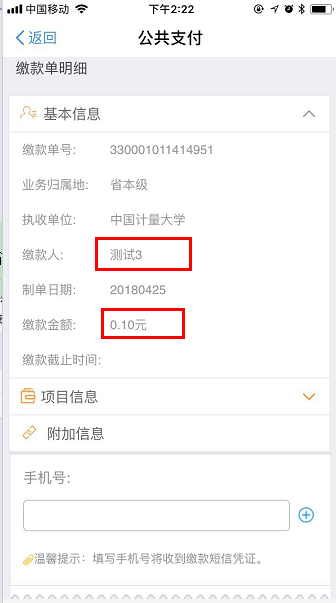 中国移动 下午2:22
返回 公共支付
缴款单明细
基本信息
缴款单号: 330001011414951
业务归属地: 省本级
执收单位: 中国计量大学
缴款人: 测试3
制单日期: 20180425
缴款金额: 0.10元
缴款截止时间:
项目信息
附加信息
手机号:
温馨提示：填写手机号将收到缴款短信凭证。